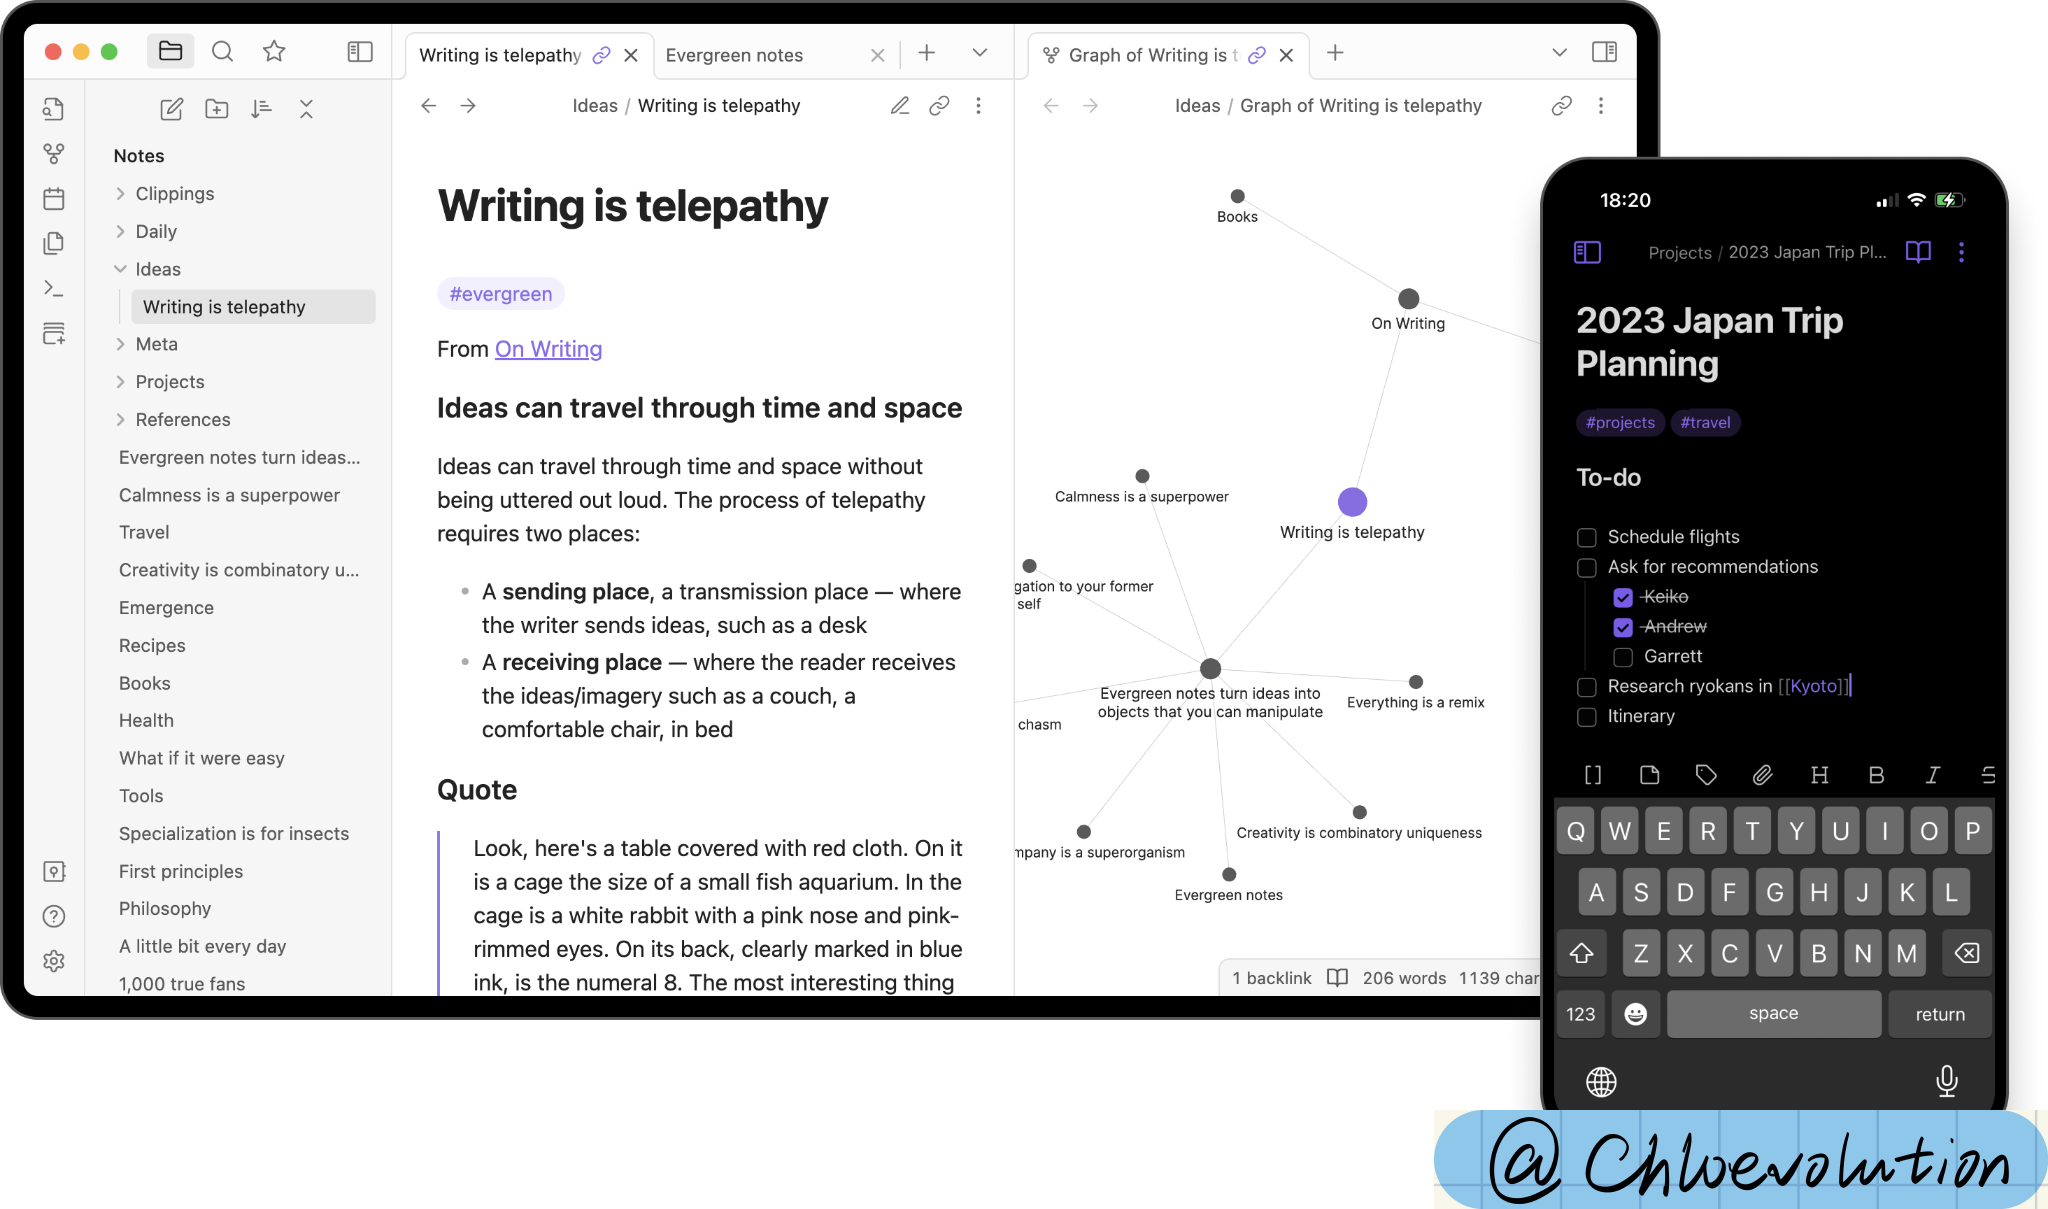 Writing is telepathy
Evergreen notes
Graph of Writing is t
Ideas / Writing is telepathy
Ideas / Graph of Writing is telepathy
Notes
Clippings
Daily
Ideas
Writing is telepathy
Meta
Projects
References
Evergreen notes turn ideas...
Calmness is a superpower
Travel
Creativity is combinatory u...
Emergence
Recipes
Books
Health
What if it were easy
Tools
Specialization is for insects
First principles
Philosophy
A little bit every day
1,000 true fans
Writing is telepathy
#evergreen
From On Writing
Ideas can travel through time and space
Ideas can travel through time and space without
being uttered out loud. The process of telepathy
requires two places:
• A sending place, a transmission place — where
the writer sends ideas, such as a desk
• A receiving place — where the reader receives
the ideas/imagery such as a couch, a
comfortable chair, in bed
Quote
Look, here's a table covered with red cloth. On it
is a cage the size of a small fish aquarium. In the
cage is a white rabbit with a pink nose and pink-
rimmed eyes. On its back, clearly marked in blue
ink, is the numeral 8. The most interesting thing
Books
On Writing
Calmness is a superpower
Writing is telepathy
gation to your former
self
Evergreen notes turn ideas into
objects that you can manipulate
Everything is a remix
chasm
Creativity is combinatory uniqueness
mpany is a superorganism
Evergreen notes
1 backlink 206 words 1139 char
18:20
Projects / 2023 Japan Trip Pl...
2023 Japan Trip
Planning
#projects #travel
To-do
Schedule flights
Ask for recommendations
Keiko
Andrew
Garrett
Research ryokans in [[Kyoto]]
Itinerary
[] H B I S
Q W E R T Y U I O P
A S D F G H J K L
Z X C V B N M
123 space return
@Chloevolution